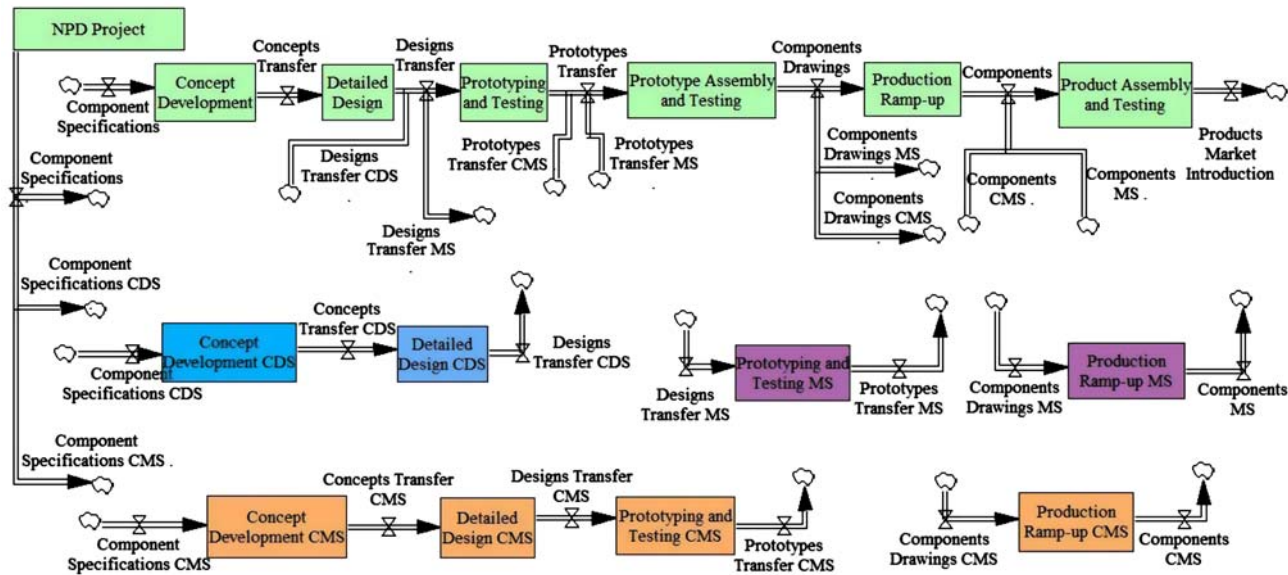 NPD Project
Component
Specifications
Concept
Development
Concepts
Transfer
Detailed
Design
Designs
Transfer
Prototyping
and Testing
Prototypes
Transfer
Prototype Assembly
and Testing
Components
Drawings
Production
Ramp-up
Components
Product Assembly
and Testing
Products
Market
Introduction
Designs
Transfer CDS
Designs
Transfer MS
Prototypes
Transfer CMS
Prototypes
Transfer MS
Components
Drawings MS
Components
Drawings CMS
Components
CMS .
Components
MS .
Component
Specifications
Component
Specifications CDS
Component
Specifications CDS
Concept
Development CDS
Concepts
Transfer CDS
Detailed
Design CDS
Designs
Transfer CDS
Designs
Transfer MS
Prototyping and
Testing MS
Prototypes
Transfer MS
Components
Drawings MS
Production
Ramp-up MS
Components
MS
Component
Specifications CMS .
Component
Specifications CMS
Concept
Development CMS
Concepts Transfer
CMS
Detailed
Design CMS
Designs Transfer
CMS
Prototyping and
Testing CMS
Prototypes
Transfer CMS
Components
Drawings CMS
Production
Ramp-up CMS
Components
CMS